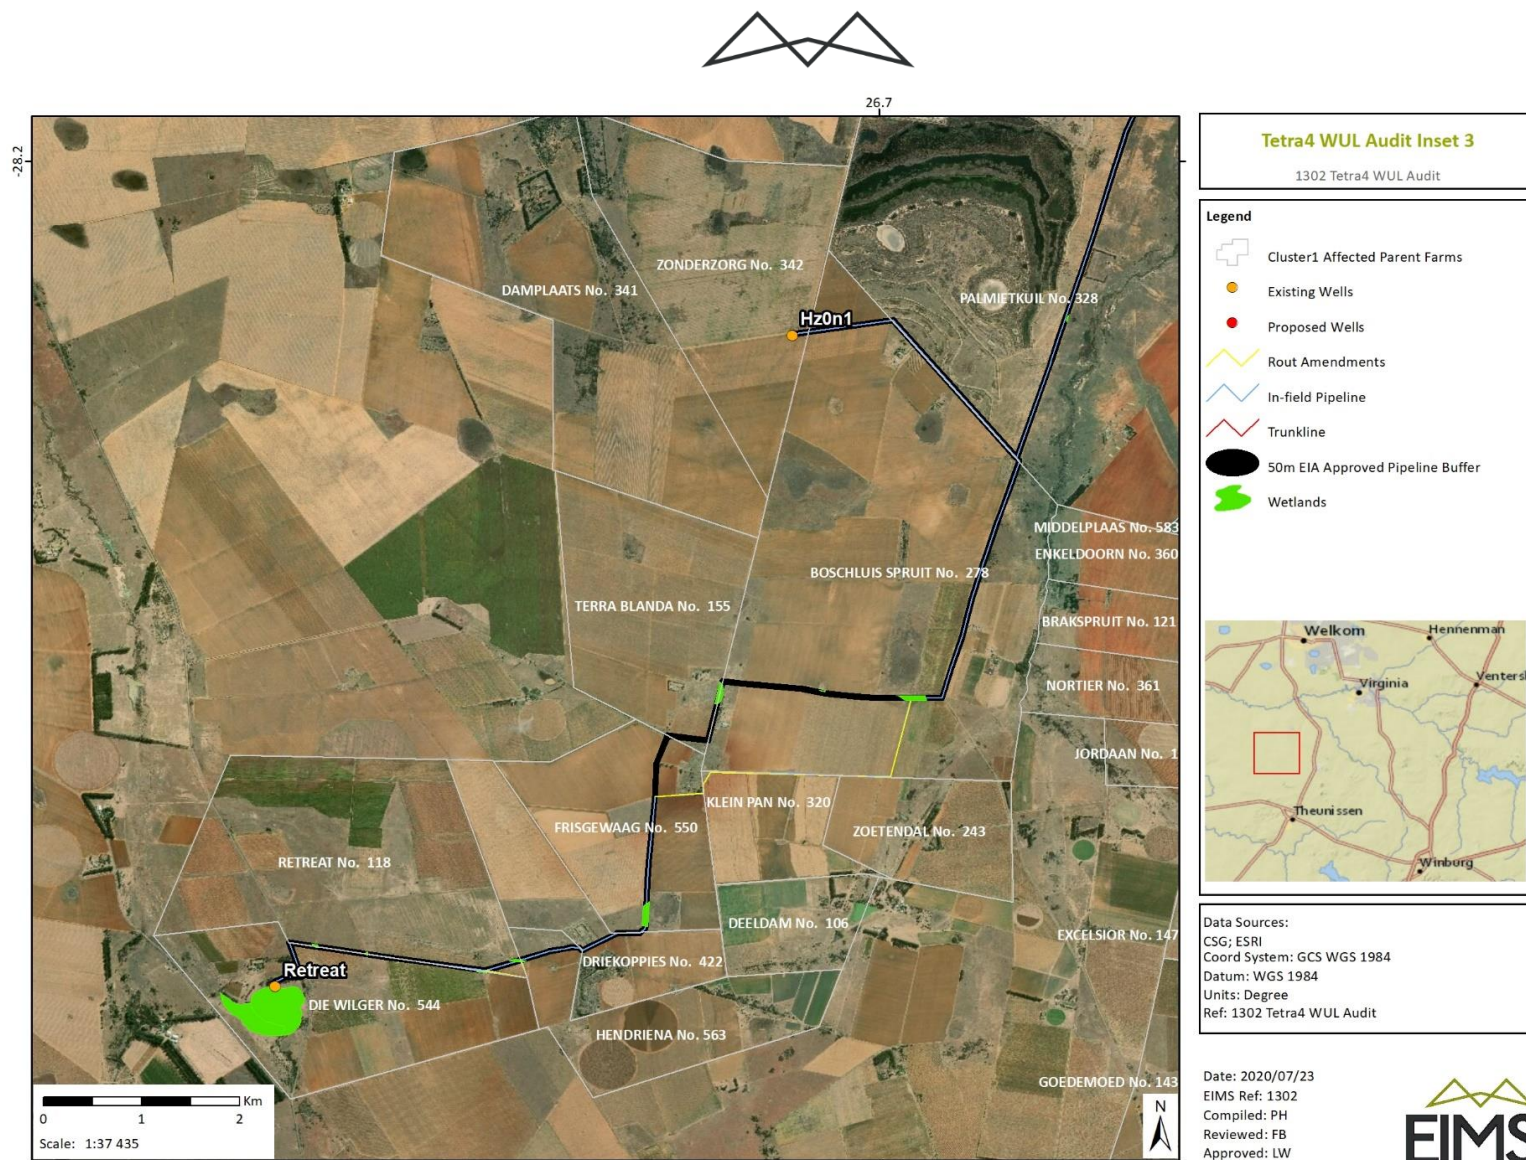 26.7
-28.2
ZONDERZORG No. 342
DAMPLAATS No. 341
PALMIETKUIL No. 328
Hz0n1
MIDDELPLAAS No. 583
ENKELDOORN No. 360
BOSCHLUIS SPRUIT No. 278
TERRA BLANDA No. 155
BRAKSPRUIT No. 121
NORTIER No. 361
JORDAAN No. 1
KLEIN PAN No. 320
FRISGEWAAG No. 550
ZOETENDAL No. 243
RETREAT No. 118
DEELDAM No. 106
EXCELSIOR No. 147
DRIEKOPPIES No. 422
Retreat
DIE WILGER No. 544
HENDRIENA No. 563
GOEDEMOED No. 143
Km
0 1 2
Scale: 1:37 435
N
Tetra4 WUL Audit Inset 3
1302 Tetra4 WUL Audit
Legend
Cluster1 Affected Parent Farms
Existing Wells
Proposed Wells
Rout Amendments
In-field Pipeline
Trunkline
50m EIA Approved Pipeline Buffer
Wetlands
Welkom
Hennenman
Virginia
Ventersl
Theunissen
Winburg
Data Sources:
CSG; ESRI
Coord System: GCS WGS 1984
Datum: WGS 1984
Units: Degree
Ref: 1302 Tetra4 WUL Audit
Date: 2020/07/23
EIMS Ref: 1302
Compiled: PH
Reviewed: FB
Approved: LW
EIMS